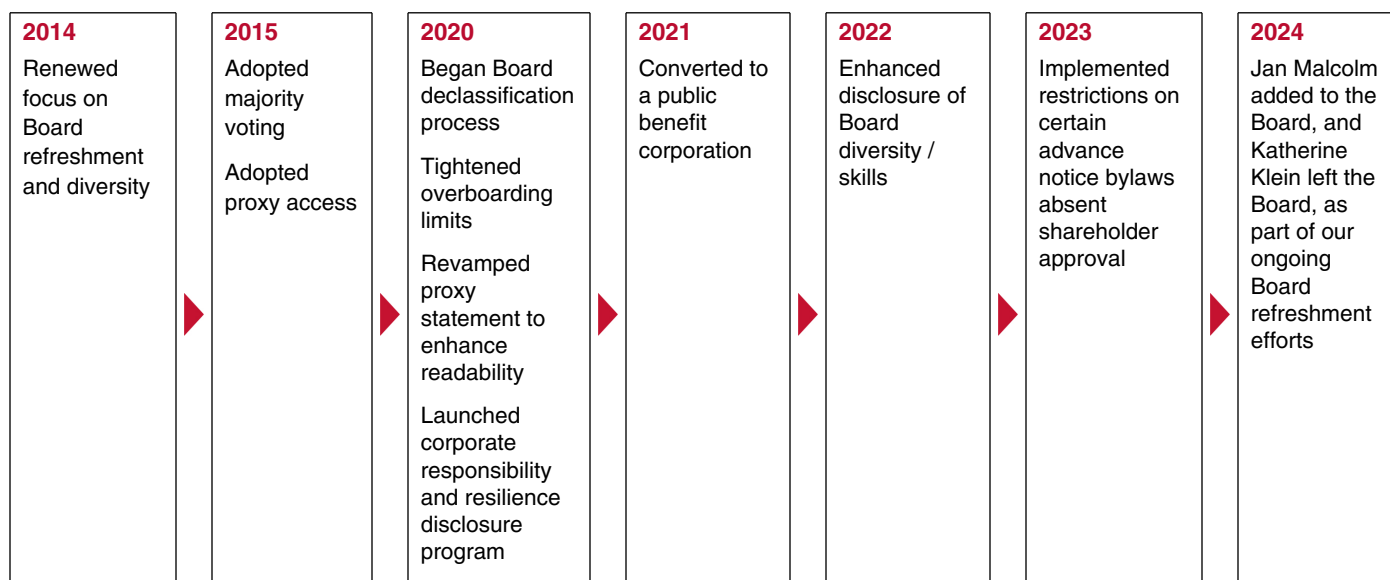 2014
Renewed
focus on
Board
refreshment
and diversity
2015
Adopted
majority
voting
Adopted
proxy access
2020
Began Board
declassification
process
Tightened
overboarding
limits
Revamped
proxy
statement to
enhance
readability
Launched
corporate
responsibility
and resilience
disclosure
program
2021
Converted to
a public
benefit
corporation
2022
Enhanced
disclosure of
Board
diversity /
skills
2023
Implemented
restrictions on
certain
advance
notice bylaws
absent
shareholder
approval
2024
Jan Malcolm
added to the
Board, and
Katherine
Klein left the
Board, as
part of our
ongoing
Board
refreshment
efforts